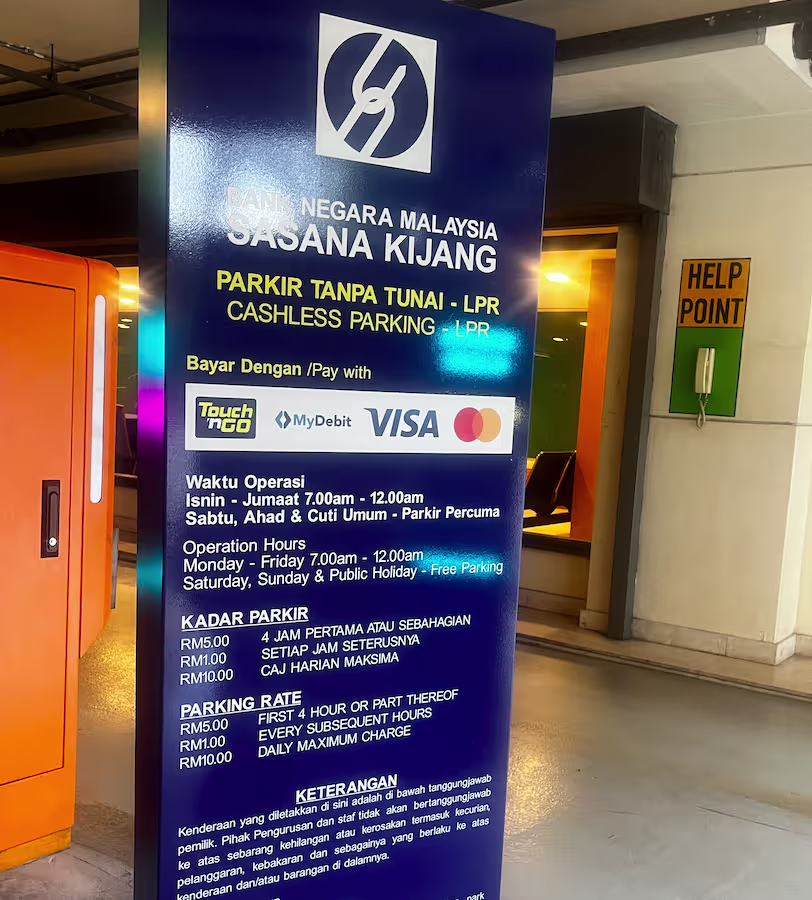 BANK NEGARA MALAYSIA
SASANA KIJANG
PARKIR TANPA TUNAI - LPR
CASHLESS PARKING - LPR
Bayar Dengan /Pay with
Touch 'nGO MyDebit VISA
Waktu Operasi
Isnin - Jumaat 7.00am - 12.00am
Sabtu, Ahad & Cuti Umum - Parkir Percuma
Operation Hours
Monday - Friday 7.00am - 12.00am
Saturday, Sunday & Public Holiday - Free Parking
KADAR PARKIR
RM5.00 4 JAM PERTAMA ATAU SEBAHAGIAN
RM1.00 SETIAP JAM SETERUSNYA
RM10.00 CAJ HARIAN MAKSIMA
PARKING RATE
RM5.00 FIRST 4 HOUR OR PART THEREOF
RM1.00 EVERY SUBSEQUENT HOURS
RM10.00 DAILY MAXIMUM CHARGE
KETERANGAN
Kenderaan yang diletakkan di sini adalah di bawah tanggungjawab
pemilik. Pihak Pengurusan dan staf tidak akan bertanggungjawab
ke atas sebarang kehilangan atau kerosakan termasuk kecurian,
pelanggaran, kebakaran dan sebagainya yang berlaku ke atas
kenderaan dan/atau barangan di dalamnya.
park
HELP
POINT